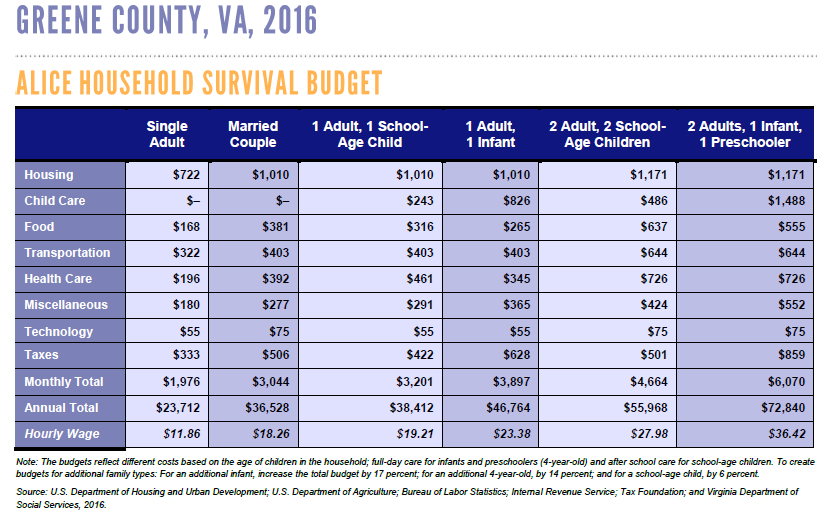 GREENE COUNTY, VA, 2016
ALICE HOUSEHOLD SURVIVAL BUDGET
Single Adult Married Couple 1 Adult, 1 School-Age Child 1 Adult, 1 Infant 2 Adult, 2 School-Age Children 2 Adults, 1 Infant, 1 Preschooler
Housing $722 $1,010 $1,010 $1,010 $1,171 $1,171
Child Care $– $– $243 $826 $486 $1,488
Food $168 $381 $316 $265 $637 $555
Transportation $322 $403 $403 $403 $644 $644
Health Care $196 $392 $461 $345 $726 $726
Miscellaneous $180 $277 $291 $365 $424 $552
Technology $55 $75 $55 $55 $75 $75
Taxes $333 $506 $422 $628 $501 $859
Monthly Total $1,976 $3,044 $3,201 $3,897 $4,664 $6,070
Annual Total $23,712 $36,528 $38,412 $46,764 $55,968 $72,840
Hourly Wage $11.86 $18.26 $19.21 $23.38 $27.98 $36.42
Note: The budgets reflect different costs based on the age of children in the household; full-day care for infants and preschoolers (4-year-old) and after school care for school-age children. To create
budgets for additional family types: For an additional infant, increase the total budget by 17 percent; for an additional 4-year-old, by 14 percent; and for a school-age child, by 6 percent.
Source: U.S. Department of Housing and Urban Development; U.S. Department of Agriculture; Bureau of Labor Statistics; Internal Revenue Service; Tax Foundation; and Virginia Department of
Social Services, 2016.